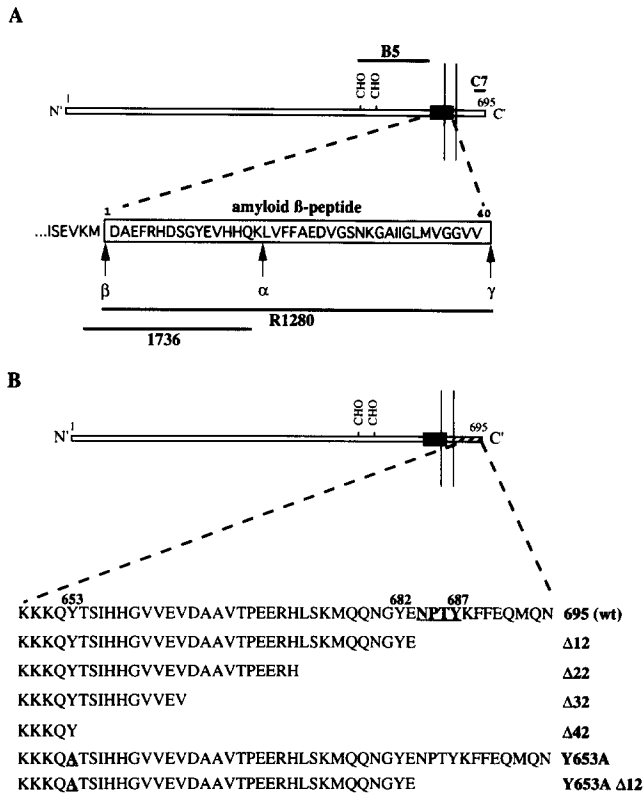 A
B5
CHO CHO
C7
1
695
N' C'
amyloid ß-peptide
1 40
...ISEVKM DAEFRHDSGYEVHHQKLVFFAEDVGSNKGAIIGLMVGGVV
β α γ
R1280
1736
B
CHO CHO
1
695
N' C'
653 682 687
KKKQYTSIHHGVVEVDAAVTPEERHLSKMQQNGYENPTYKFFEQMQN 695 (wt)
KKKQYTSIHHGVVEVDAAVTPEERHLSKMQQNGYE Δ12
KKKQYTSIHHGVVEVDAAVTPEERH Δ22
KKKQYTSIHHGVVEV Δ32
KKKQY Δ42
KKKQATSIHHGVVEVDAAVTPEERHLSKMQQNGYENPTYKFFEQMQN Y653A
KKKQATSIHHGVVEVDAAVTPEERHLSKMQQNGYE Y653A Δ12